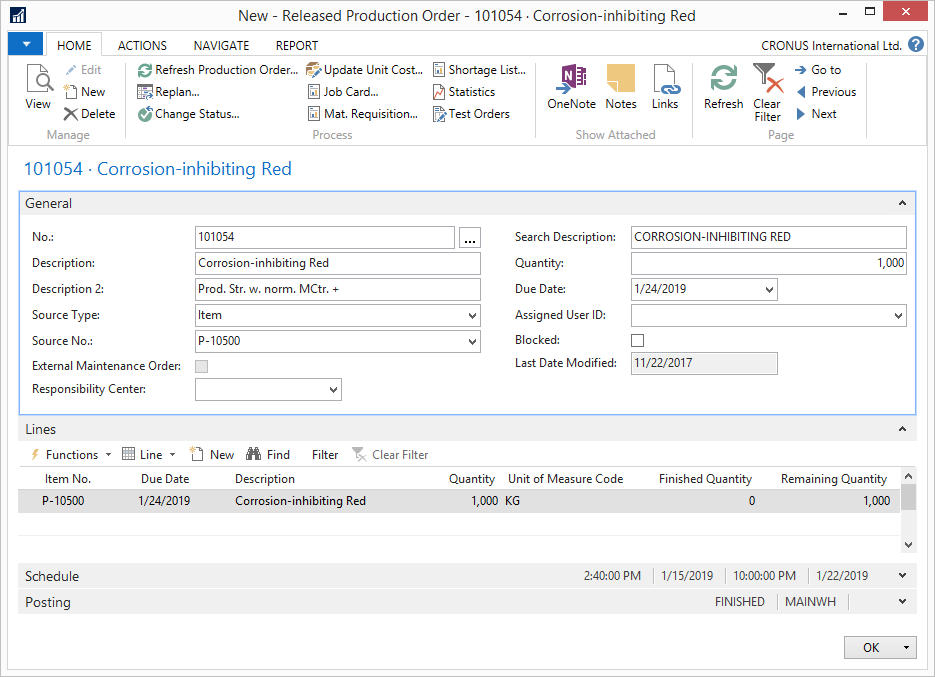 New - Released Production Order - 101054 · Corrosion-inhibiting Red
HOME ACTIONS NAVIGATE REPORT CRONUS International Ltd. ?
View
Edit
New
Delete
Manage
Refresh Production Order... Update Unit Cost... Shortage List...
Replan... Job Card... Statistics
Change Status... Mat. Requisition... Test Orders
Process
OneNote Notes Links
Show Attached
Refresh Clear Filter
Go to
Previous
Next
Page
101054 · Corrosion-inhibiting Red
General
No.: 101054 ... Search Description: CORROSION-INHIBITING RED
Description: Corrosion-inhibiting Red Quantity: 1,000
Description 2: Prod. Str. w. norm. MCtr. + Due Date: 1/24/2019
Source Type: Item Assigned User ID:
Source No.: P-10500 Blocked:
External Maintenance Order: Last Date Modified: 11/22/2017
Responsibility Center:
Lines
Functions Line New Find Filter Clear Filter
Item No. Due Date Description Quantity Unit of Measure Code Finished Quantity Remaining Quantity
P-10500 1/24/2019 Corrosion-inhibiting Red 1,000 KG 0 1,000
Schedule 2:40:00 PM 1/15/2019 10:00:00 PM 1/22/2019
Posting FINISHED MAINWH
OK